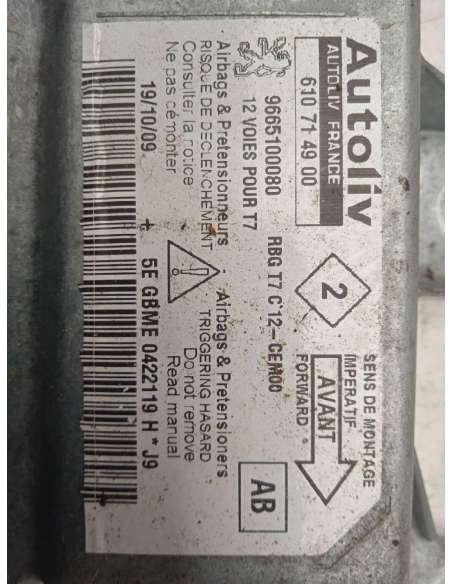 Autoliv
AUTOLIV FRANCE
610 71 49 00
2
SENS DE MONTAGE
IMPERATIF
AVANT
FORWARD
9665100080
RBG T7 C*12-CEM00
12 VOIES POUR T7
AB
Airbags & Pretensionneurs : Airbags & Pretensioners
RISQUE DE DECLENCHEMENT
TRIGGERING HASARD
Consulter la notice
Do not remove
Ne pas démonter
Read manual
19/10/09
+ 5E GBME 0422119 H * J9